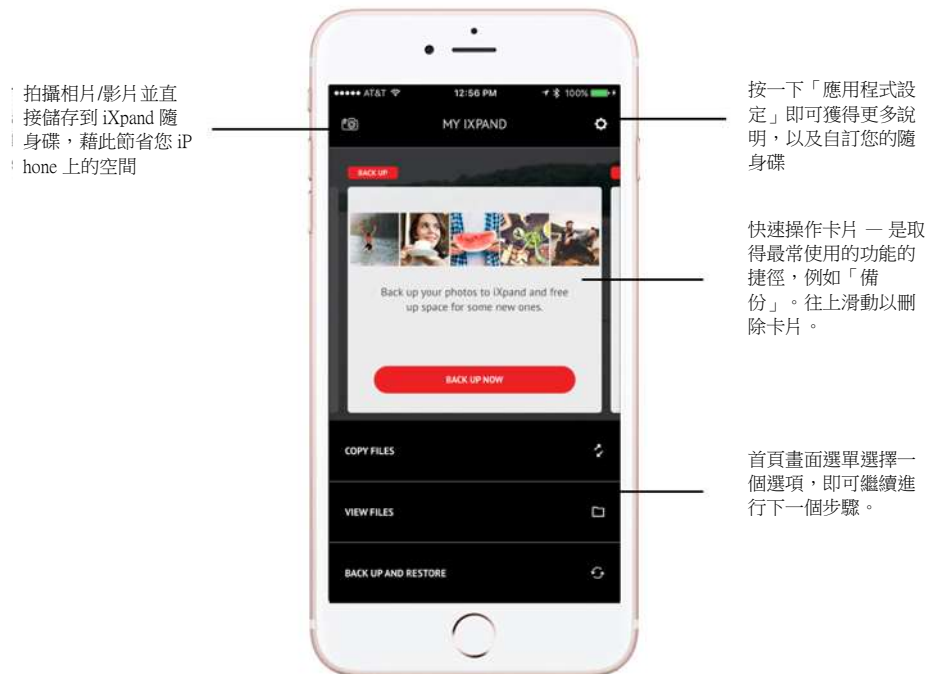 拍攝相片/影片並直
接儲存到 iXpand 隨
身碟，藉此節省您 iP
hone 上的空間
AT&T
12:56 PM
100%
MY IXPAND
BACK UP
Back up your photos to iXpand and free
up space for some new ones.
BACK UP NOW
COPY FILES
VIEW FILES
BACK UP AND RESTORE
按一下「應用程式設
定」即可獲得更多說
明，以及自訂您的隨
身碟
快速操作卡片 — 是取
得最常使用的功能的
捷徑，例如「備
份」。往上滑動以刪
除卡片。
首頁畫面選單選擇一
個選項，即可繼續進
行下一個步驟。